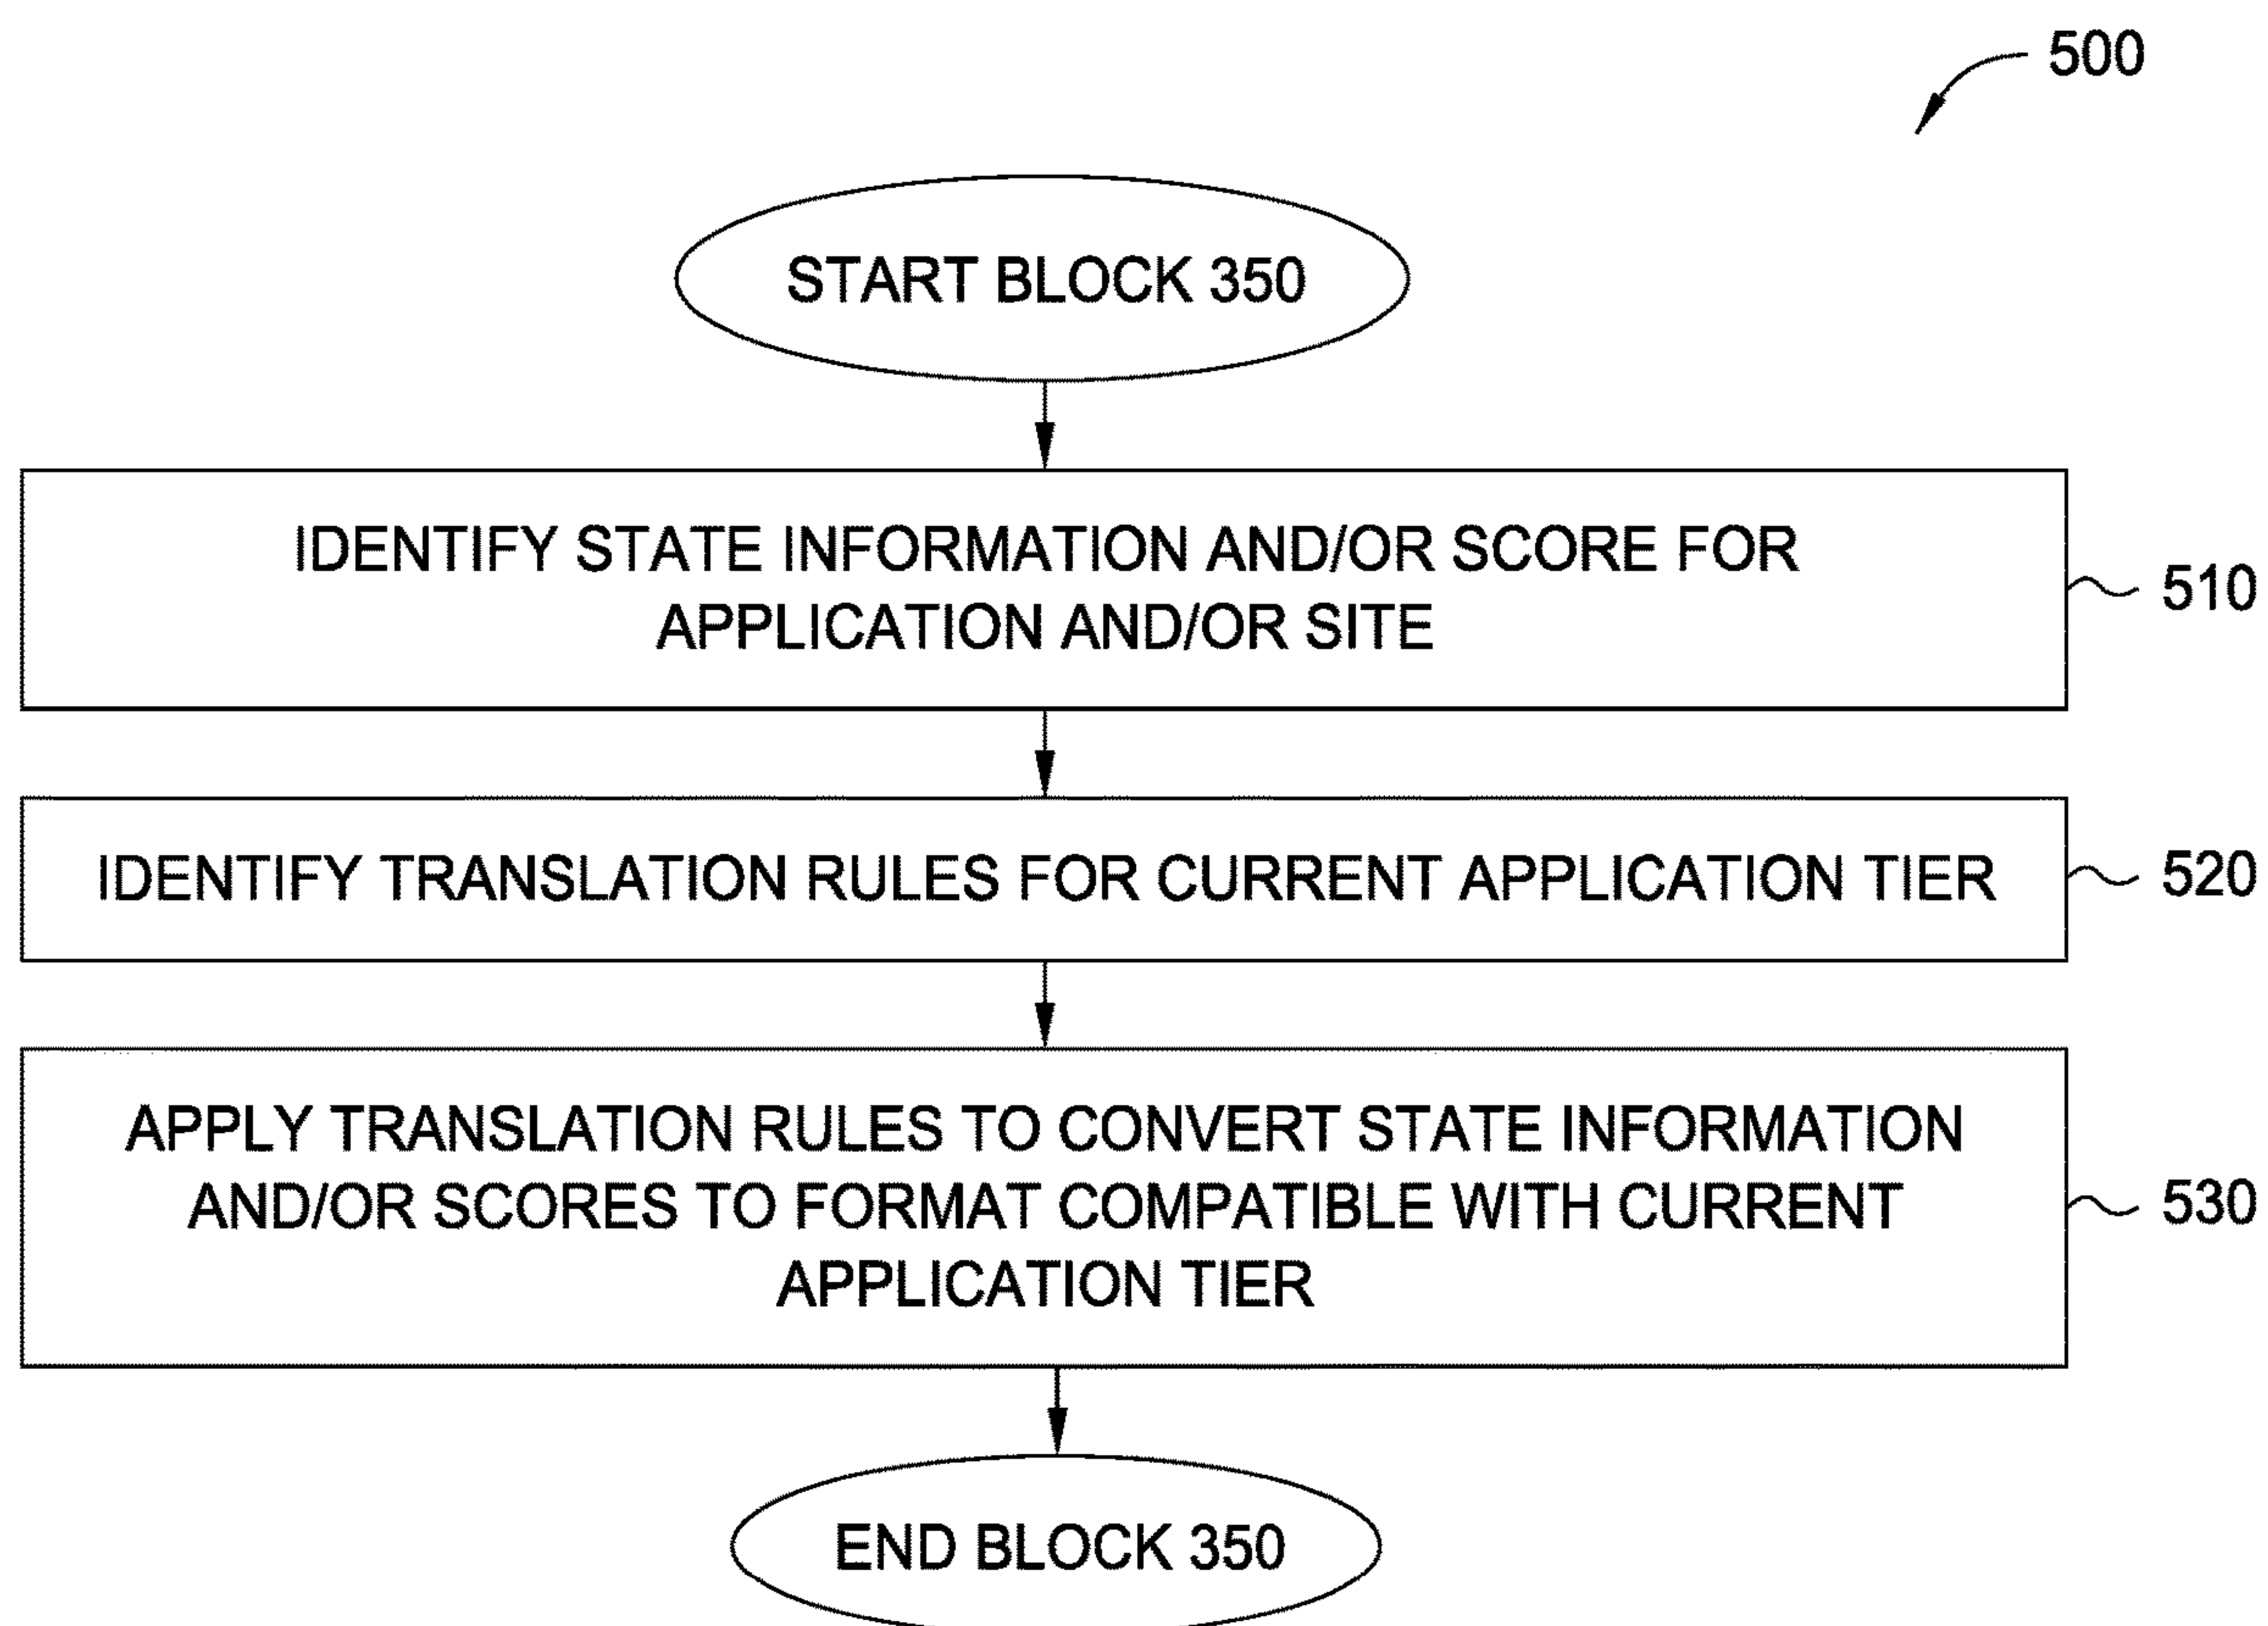 500
START BLOCK 350
IDENTIFY STATE INFORMATION AND/OR SCORE FOR
APPLICATION AND/OR SITE
510
IDENTIFY TRANSLATION RULES FOR CURRENT APPLICATION TIER
520
APPLY TRANSLATION RULES TO CONVERT STATE INFORMATION
AND/OR SCORES TO FORMAT COMPATIBLE WITH CURRENT
APPLICATION TIER
530
END BLOCK 350